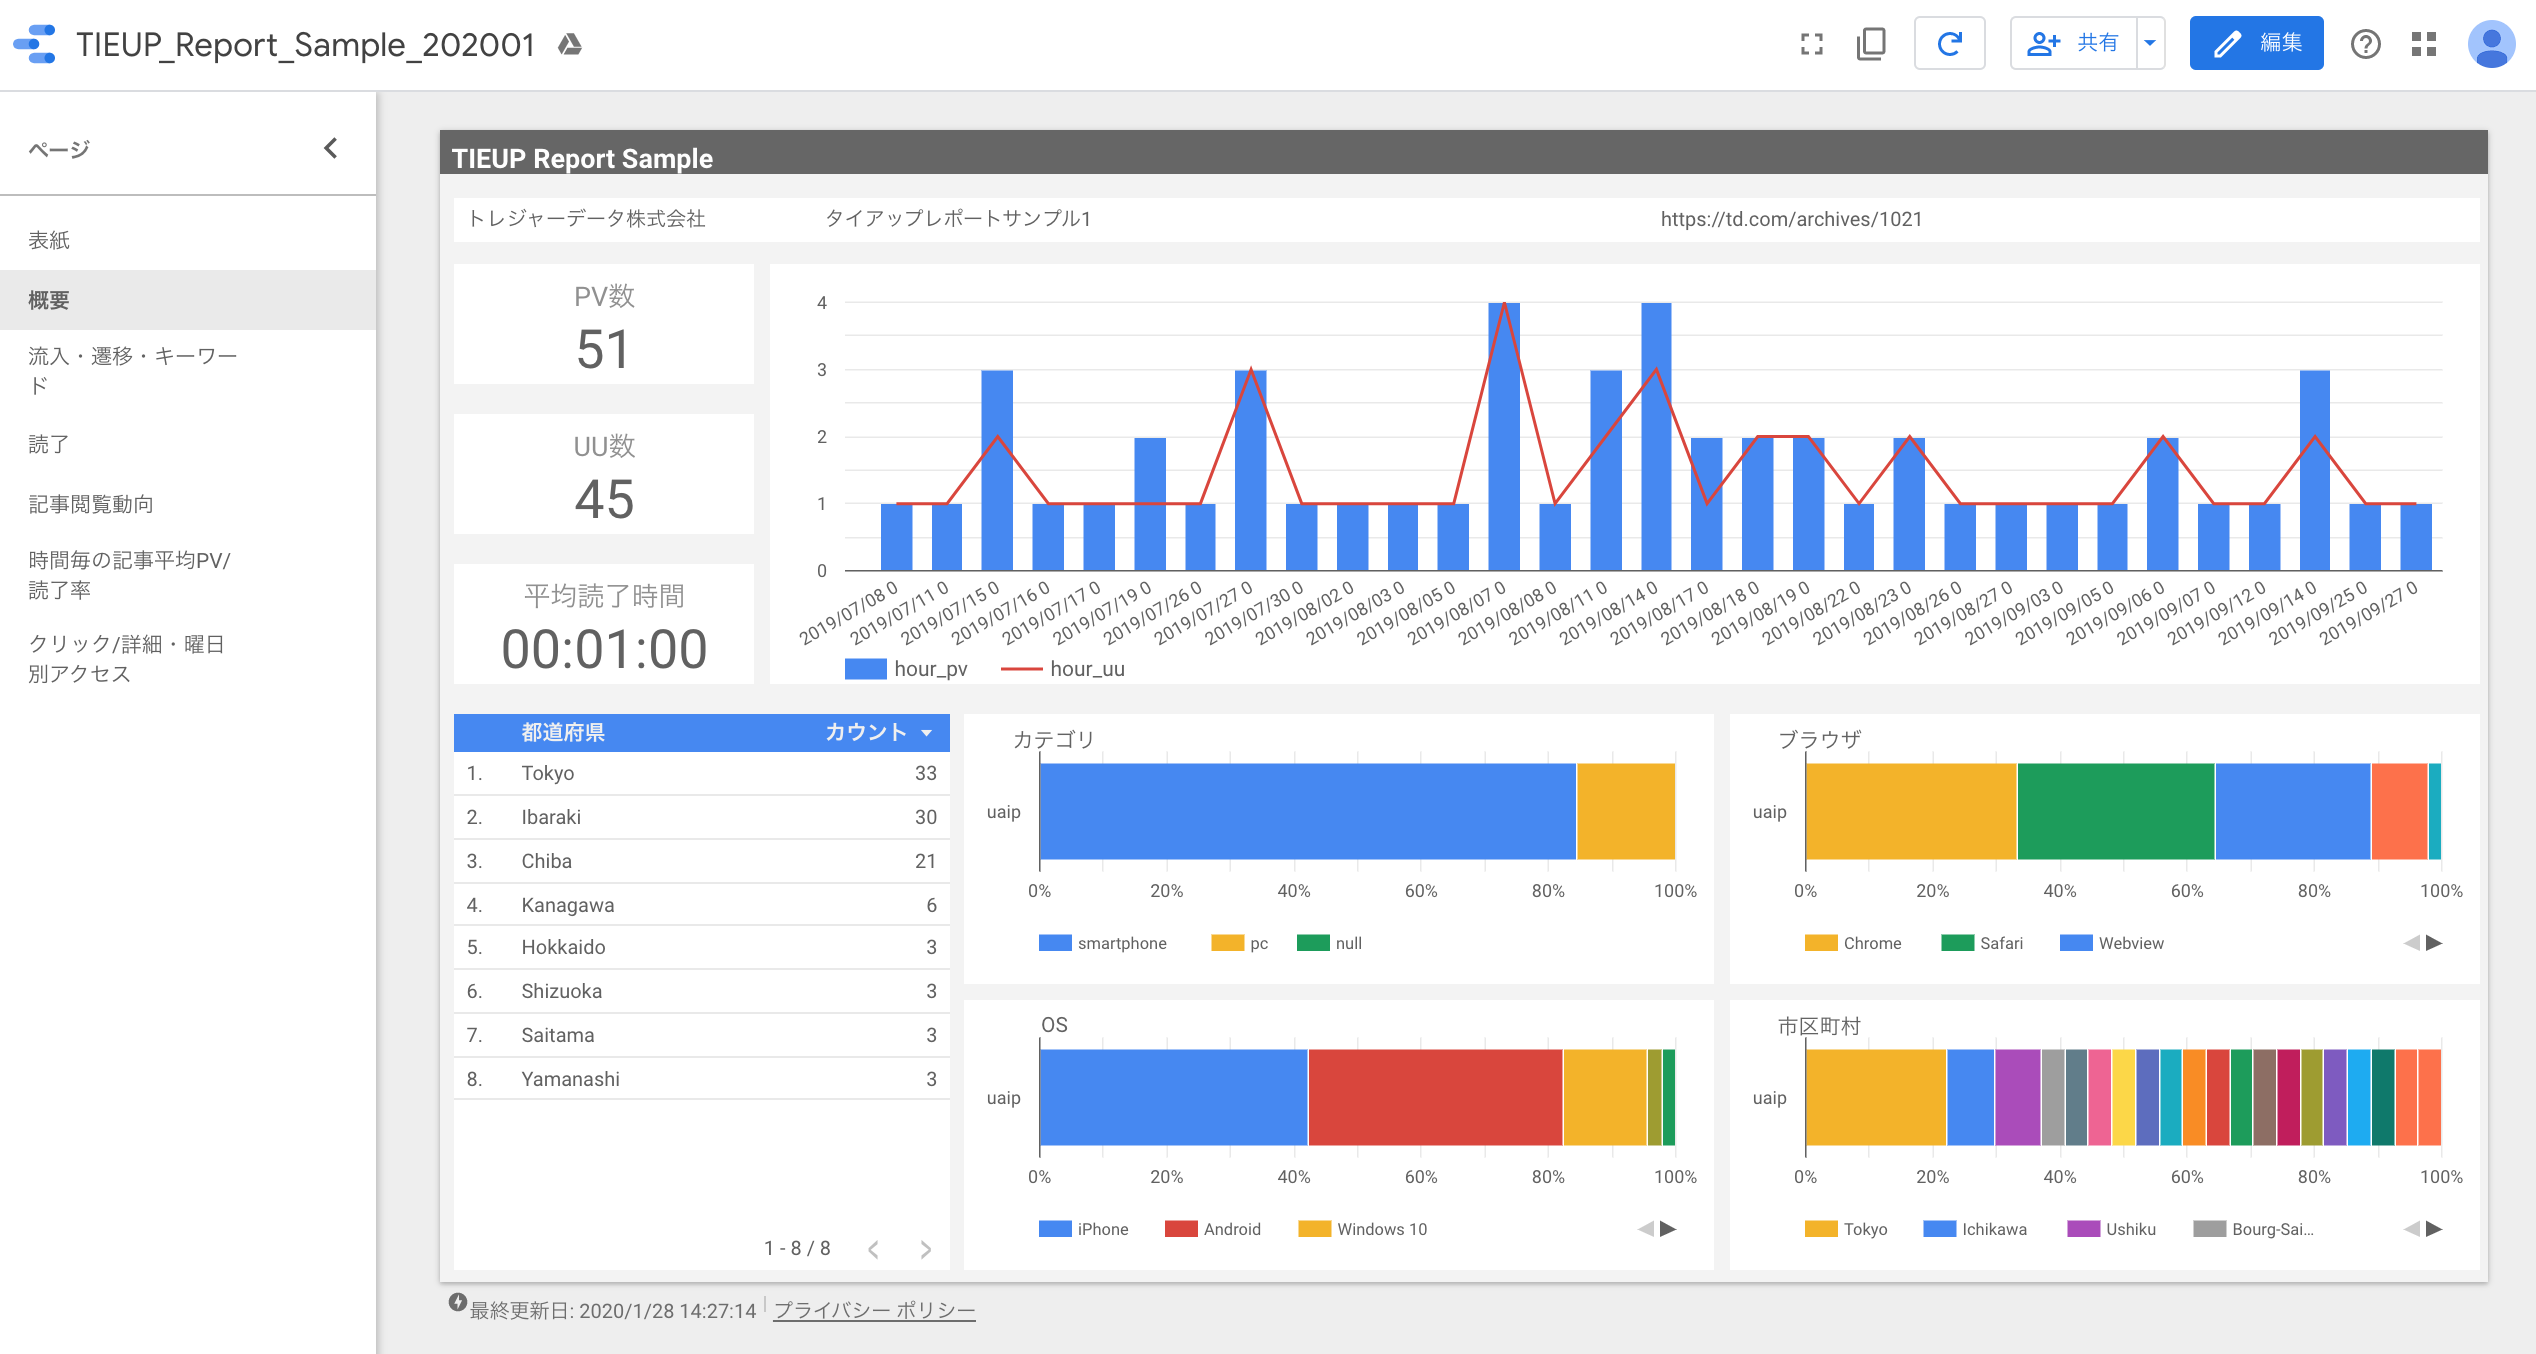 TIEUP_Report_Sample_202001
共有
編集
ページ
表紙
概要
流入・遷移・キーワー
ド
読了
記事閲覧動向
時間毎の記事平均PV/
読了率
クリック/詳細・曜日
別アクセス
TIEUP Report Sample
トレジャーデータ株式会社 タイアップレポートサンプル1 https://td.com/archives/1021
PV数
51
UU数
45
平均読了時間
00:01:00
4
3
2
1
0
2019/07/08 0 2019/07/11 0 2019/07/15 0 2019/07/16 0 2019/07/17 0 2019/07/19 0 2019/07/26 0 2019/07/27 0 2019/07/30 0 2019/08/02 0 2019/08/03 0 2019/08/05 0 2019/08/07 0 2019/08/08 0 2019/08/11 0 2019/08/14 0 2019/08/17 0 2019/08/18 0 2019/08/19 0 2019/08/22 0 2019/08/23 0 2019/08/26 0 2019/08/27 0 2019/09/03 0 2019/09/05 0 2019/09/06 0 2019/09/07 0 2019/09/12 0 2019/09/14 0 2019/09/25 0 2019/09/27 0
hour_pv hour_uu
都道府県 カウント
1. Tokyo 33
2. Ibaraki 30
3. Chiba 21
4. Kanagawa 6
5. Hokkaido 3
6. Shizuoka 3
7. Saitama 3
8. Yamanashi 3
1 - 8 / 8
カテゴリ
uaip
0% 20% 40% 60% 80% 100%
smartphone pc null
ブラウザ
uaip
0% 20% 40% 60% 80% 100%
Chrome Safari Webview
OS
uaip
0% 20% 40% 60% 80% 100%
iPhone Android Windows 10
市区町村
uaip
0% 20% 40% 60% 80% 100%
Tokyo Ichikawa Ushiku Bourg-Sai...
最終更新日: 2020/1/28 14:27:14 プライバシー ポリシー